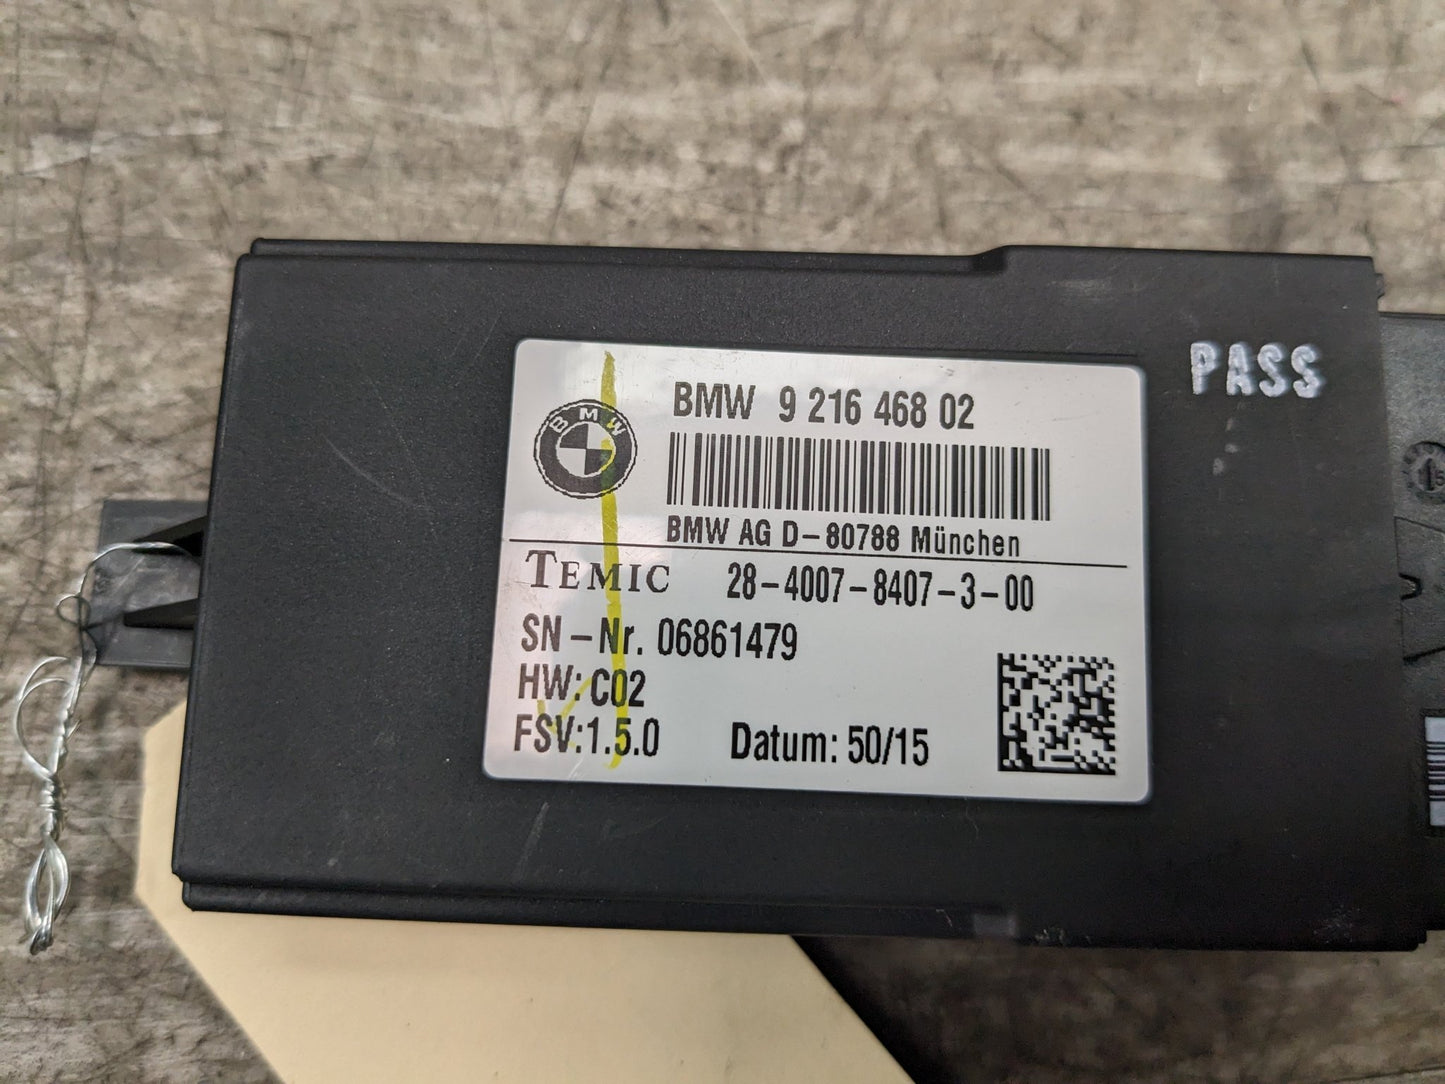 PASS
BMW
BMW 9 216 468 02
BMW AG D-80788 München
TEMIC 28-4007-8407-3-00
SN-Nr. 06861479
HW:C02
FSV:1.5.0 Datum: 50/15